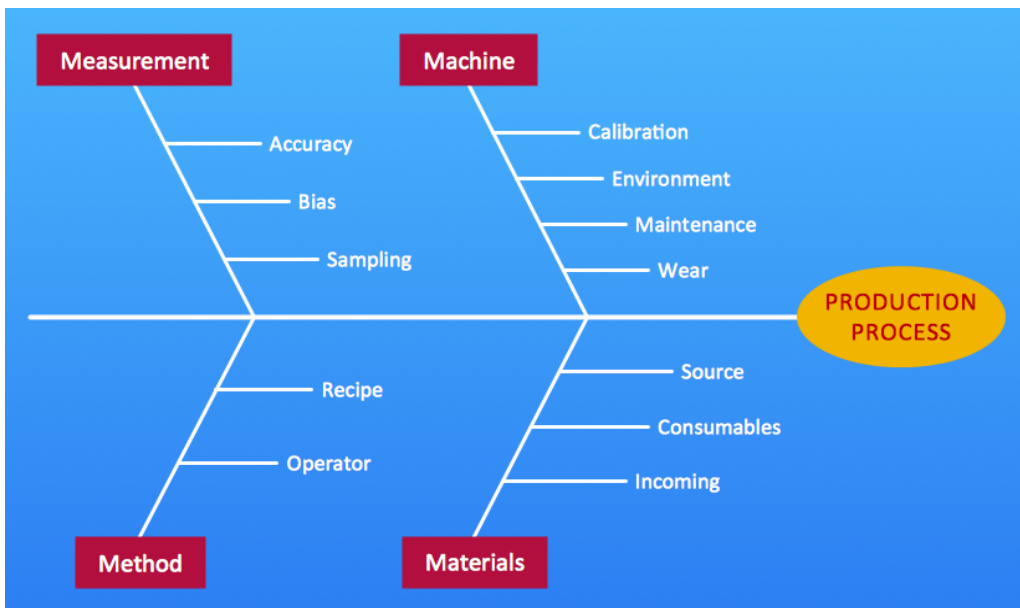 Measurement
Accuracy
Bias
Sampling
Machine
Calibration
Environment
Maintenance
Wear
PRODUCTION
PROCESS
Recipe
Operator
Method
Source
Consumables
Incoming
Materials